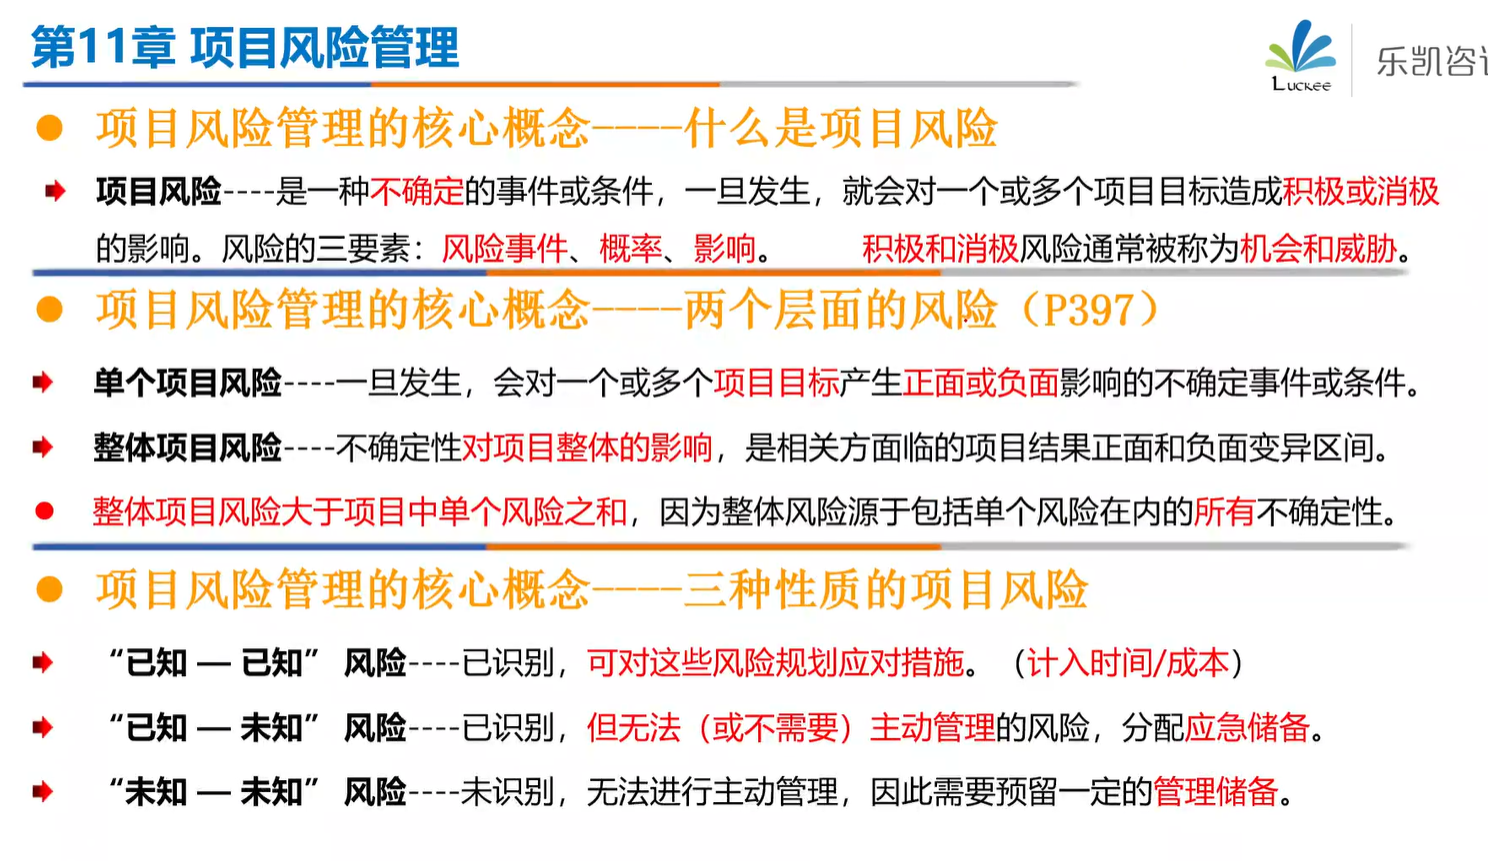 第11章 项目风险管理
Luckee
乐凯咨
项目风险管理的核心概念----什么是项目风险
项目风险----是一种不确定的事件或条件，一旦发生，就会对一个或多个项目目标造成积极或消极
的影响。风险的三要素：风险事件、概率、影响。 积极和消极风险通常被称为机会和威胁。
项目风险管理的核心概念----两个层面的风险（P397）
单个项目风险----一旦发生，会对一个或多个项目目标产生正面或负面影响的不确定事件或条件。
整体项目风险----不确定性对项目整体的影响，是相关方面临的项目结果正面和负面变异区间。
整体项目风险大于项目中单个风险之和，因为整体风险源于包括单个风险在内的所有不确定性。
项目风险管理的核心概念----三种性质的项目风险
“已知 — 已知” 风险----已识别，可对这些风险规划应对措施。（计入时间/成本）
“已知 — 未知” 风险----已识别，但无法（或不需要）主动管理的风险，分配应急储备。
“未知 — 未知” 风险----未识别，无法进行主动管理，因此需要预留一定的管理储备。